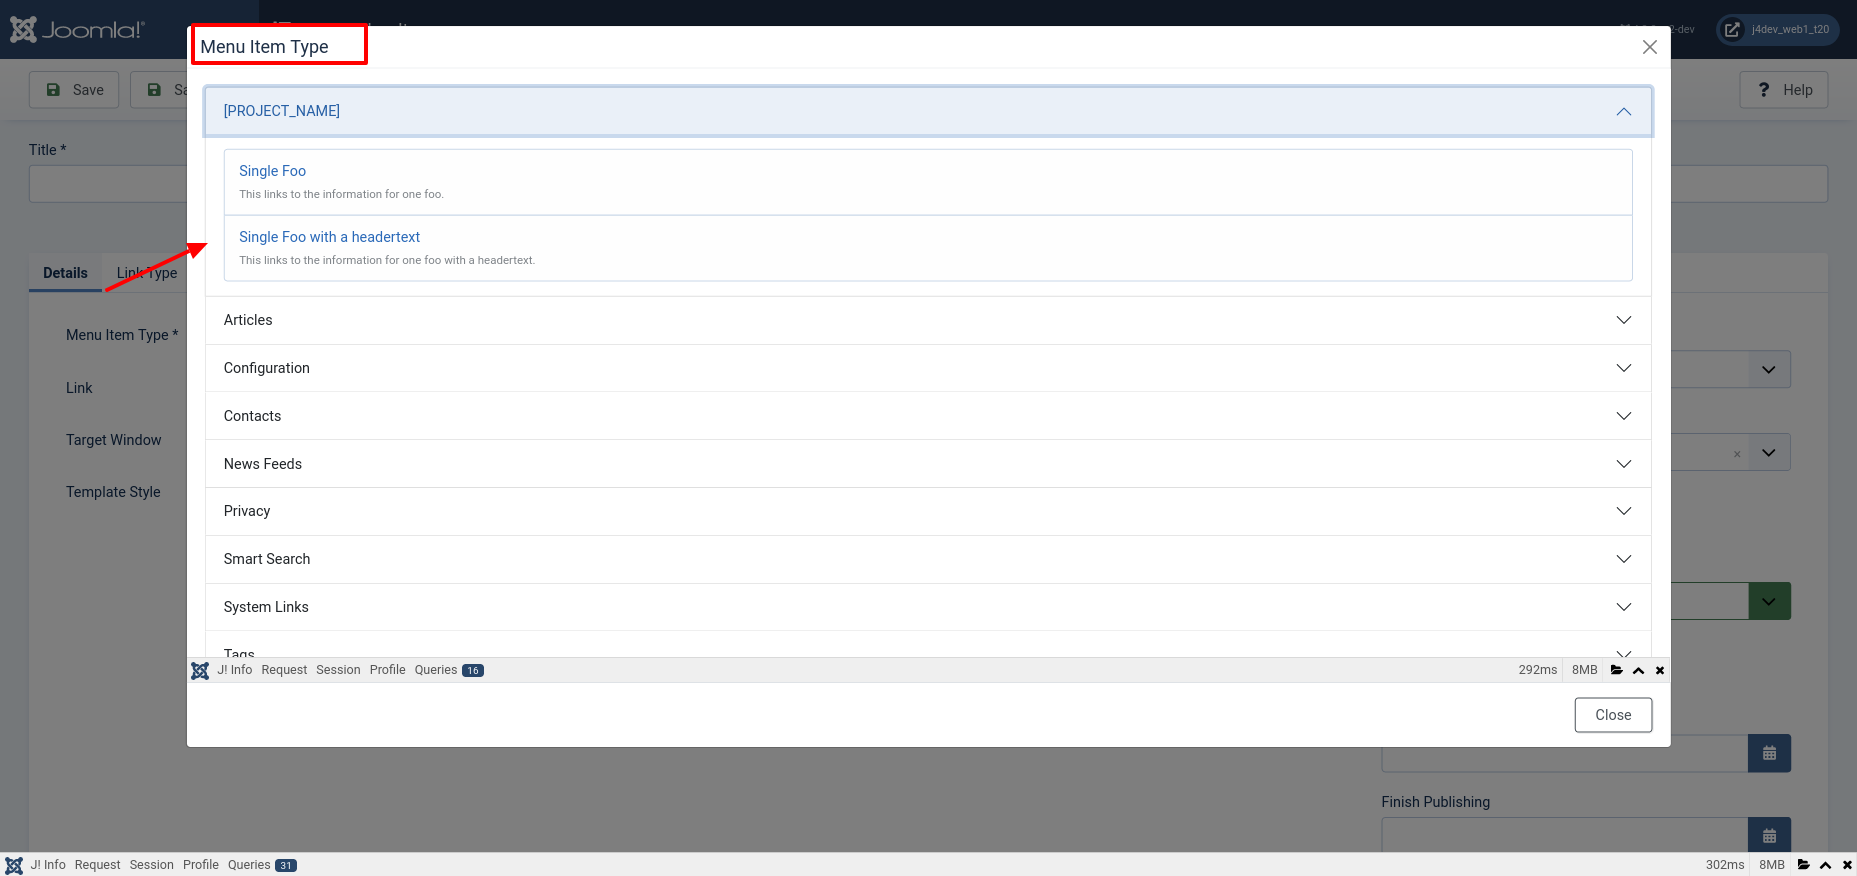 Joomla!®
2-dev
j4dev_web1_t20
Menu Item Type
Save
Help
[PROJECT_NAME]
Title *
Single Foo
This links to the information for one foo.
Single Foo with a headertext
This links to the information for one foo with a headertext.
Details
Link Type
Articles
Menu Item Type *
Configuration
Link
Contacts
Target Window
News Feeds
Template Style
Privacy
Smart Search
System Links
Tags
J! Info Request Session Profile Queries 16
292ms 8MB
Close
Finish Publishing
J! Info Request Session Profile Queries 31
302ms 8MB